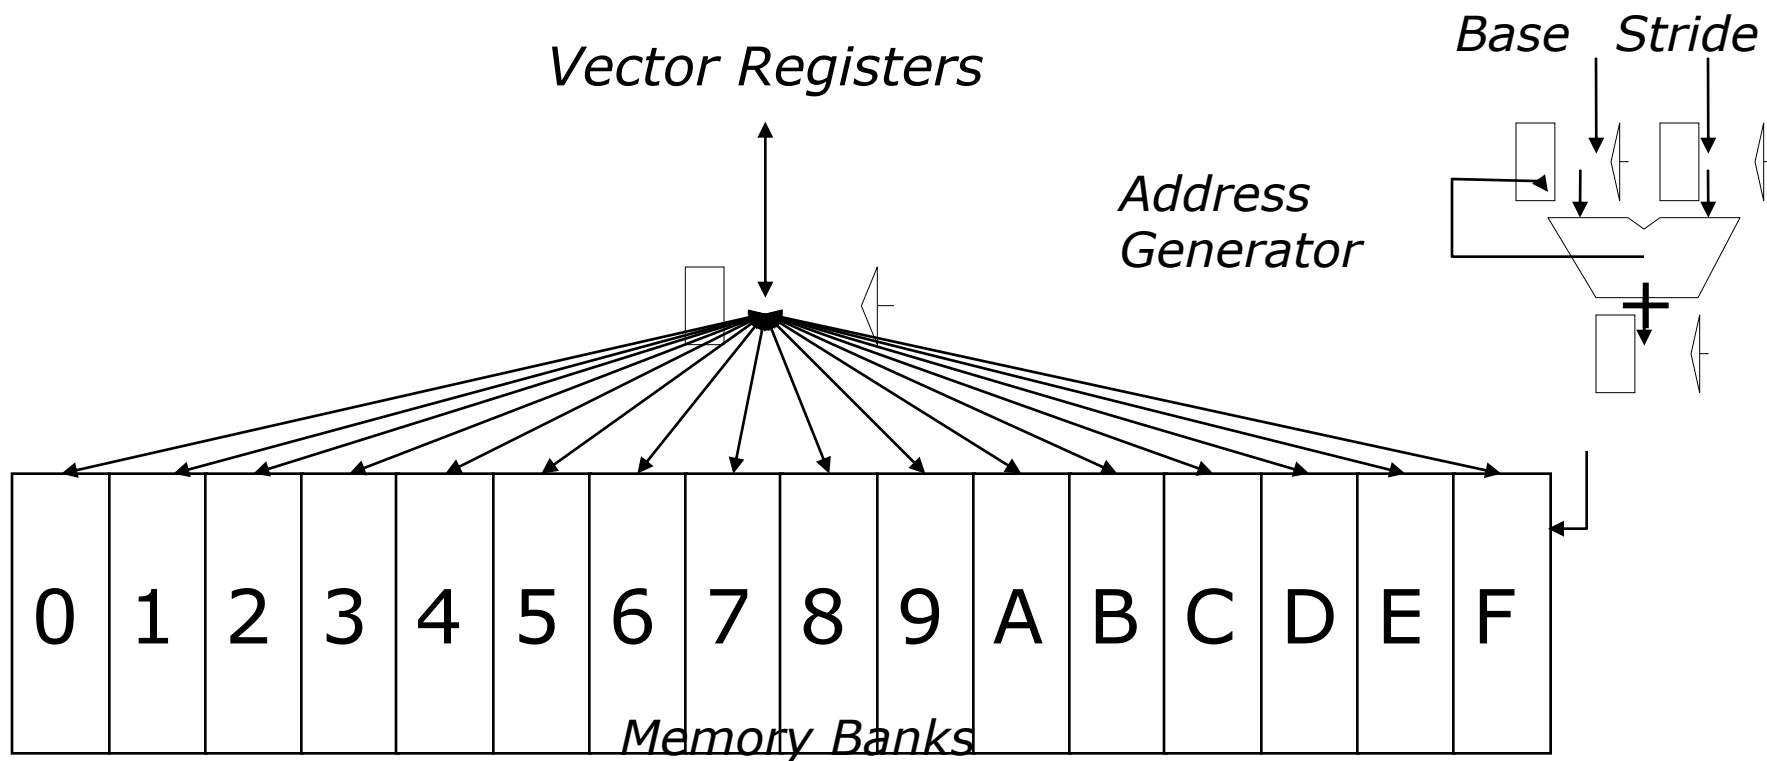 Base Stride
Vector Registers
Address
Generator
+
0 1 2 3 4 5 6 7 8 9 A B C D E F
Memory Banks